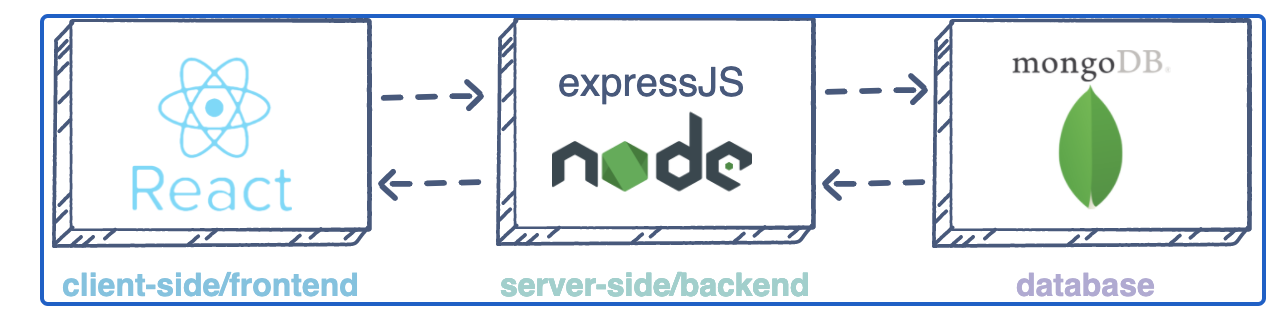 React
expressJS
node
mongoDB.
client-side/frontend
server-side/backend
database